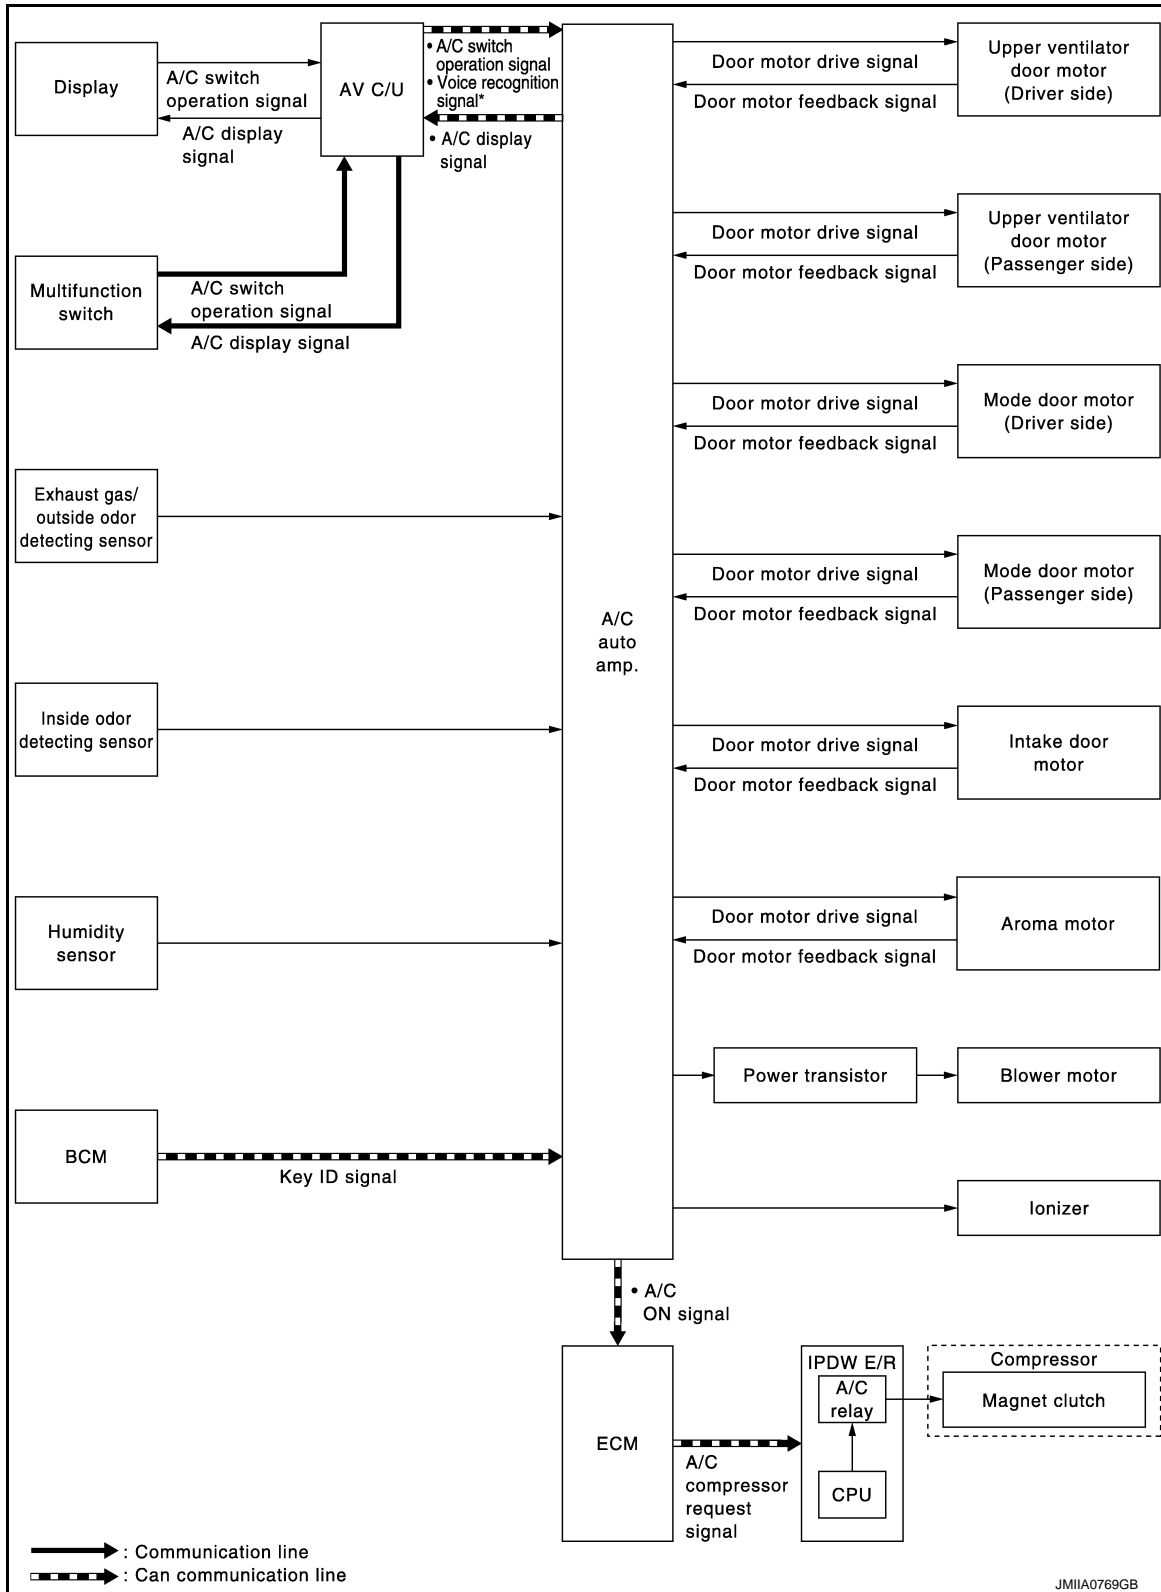 Display
A/C switch
operation signal
A/C display
signal
AV C/U
• A/C switch
operation signal
• Voice recognition
signal*
• A/C display
signal
Multifunction
switch
A/C switch
operation signal
A/C display signal
Exhaust gas/
outside odor
detecting sensor
Inside odor
detecting sensor
Humidity
sensor
BCM
Key ID signal
A/C
auto
amp.
Door motor drive signal
Door motor feedback signal
Upper ventilator
door motor
(Driver side)
Door motor drive signal
Door motor feedback signal
Upper ventilator
door motor
(Passenger side)
Door motor drive signal
Door motor feedback signal
Mode door motor
(Driver side)
Door motor drive signal
Door motor feedback signal
Mode door motor
(Passenger side)
Door motor drive signal
Door motor feedback signal
Intake door
motor
Door motor drive signal
Door motor feedback signal
Aroma motor
Power transistor
Blower motor
Ionizer
• A/C
ON signal
ECM
A/C
compressor
request
signal
IPDW E/R
A/C
relay
CPU
Compressor
Magnet clutch
: Communication line
: Can communication line
JMIIA0769GB